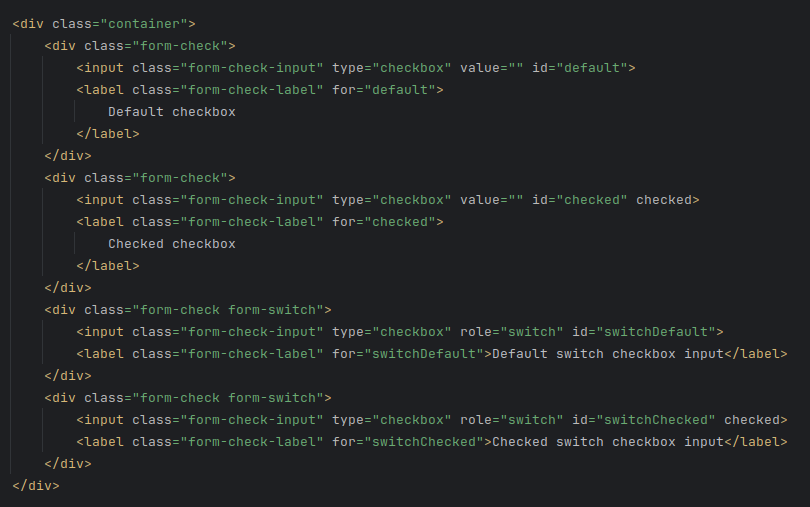 <div class="container">
    <div class="form-check">
        <input class="form-check-input" type="checkbox" value="" id="default">
        <label class="form-check-label" for="default">
            Default checkbox
        </label>
    </div>
    <div class="form-check">
        <input class="form-check-input" type="checkbox" value="" id="checked" checked>
        <label class="form-check-label" for="checked">
            Checked checkbox
        </label>
    </div>
    <div class="form-check form-switch">
        <input class="form-check-input" type="checkbox" role="switch" id="switchDefault">
        <label class="form-check-label" for="switchDefault">Default switch checkbox input</label>
    </div>
    <div class="form-check form-switch">
        <input class="form-check-input" type="checkbox" role="switch" id="switchChecked" checked>
        <label class="form-check-label" for="switchChecked">Checked switch checkbox input</label>
    </div>
</div>